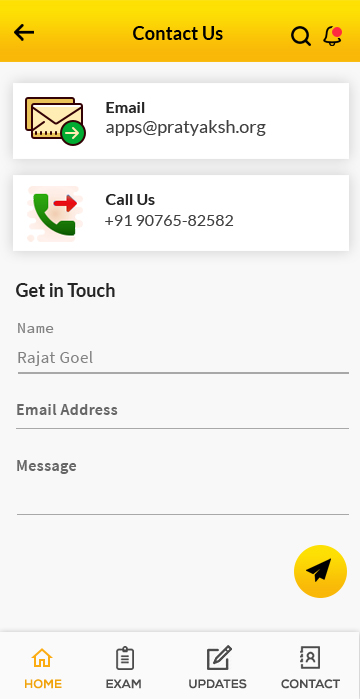 Contact Us
Email
apps@pratyaksh.org
Call Us
+91 90765-82582
Get in Touch
Name
Rajat Goel
Email Address
Message
HOME EXAM UPDATES CONTACT